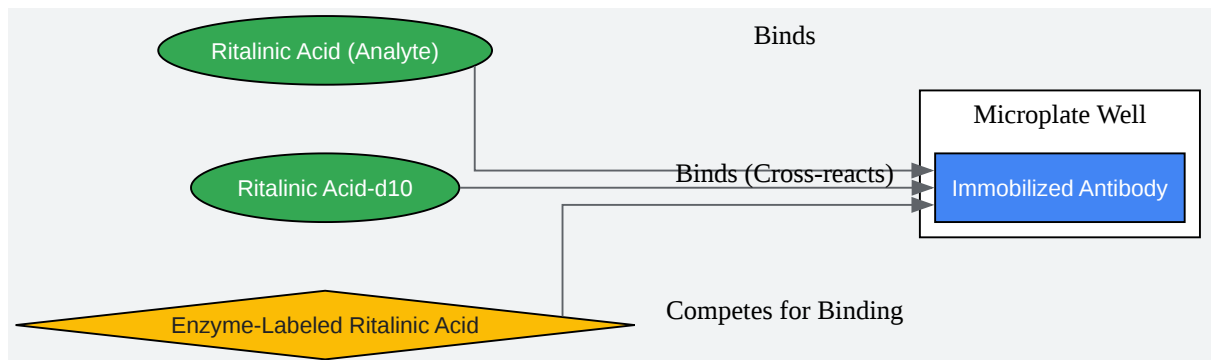 Ritalinic Acid (Analyte)
Binds
Microplate Well
Ritalinic Acid-d10
Binds (Cross-reacts)
Immobilized Antibody
Enzyme-Labeled Ritalinic Acid
Competes for Binding